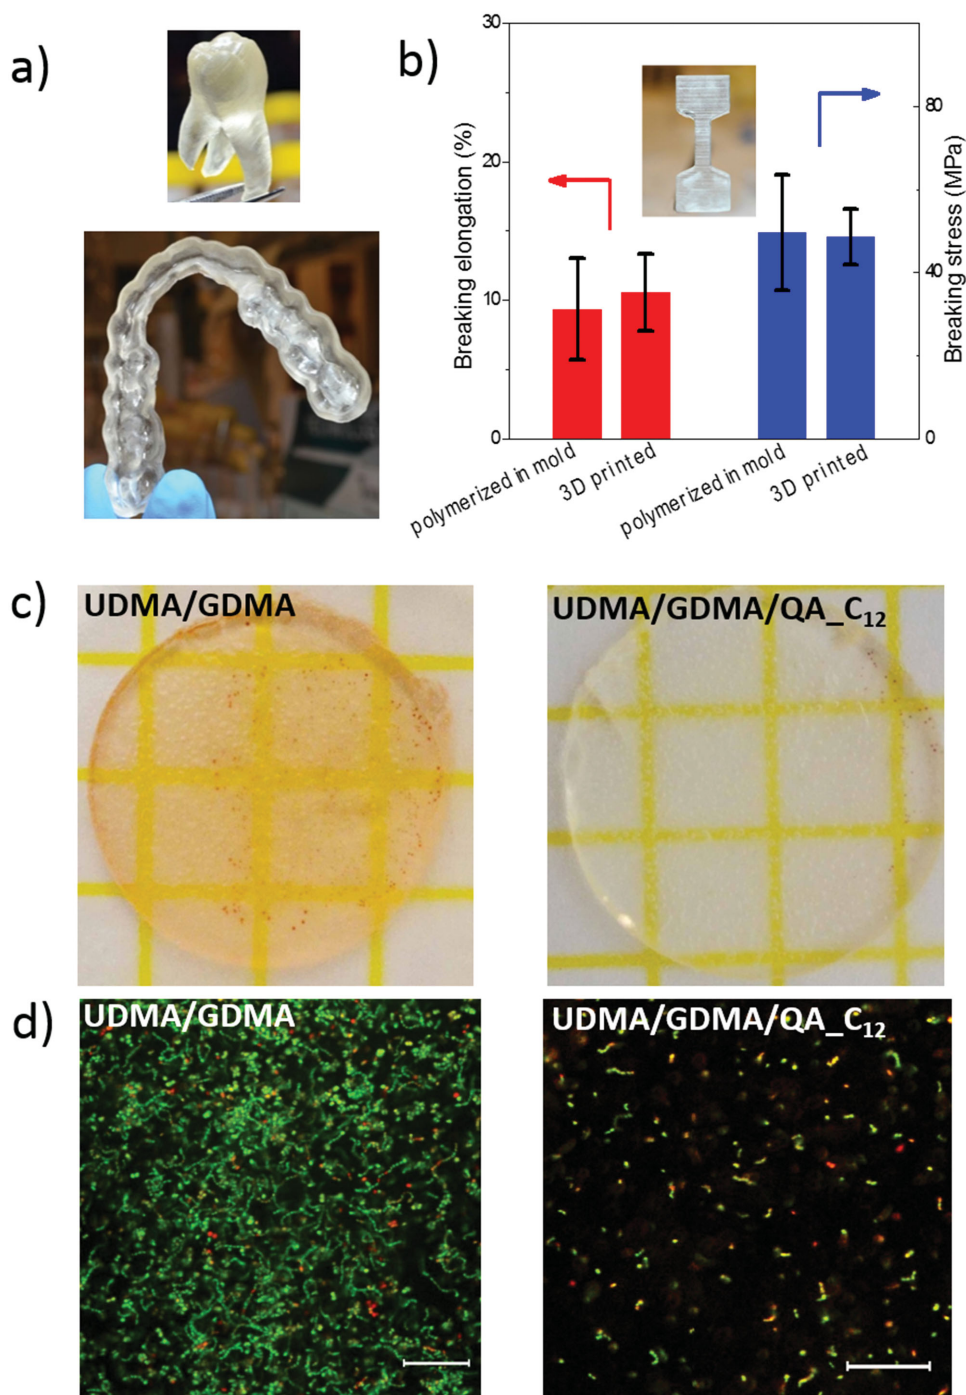 a)
b)
30
20
10
0
Breaking elongation (%)
80
40
0
Breaking stress (MPa)
polymerized in mold
3D printed
polymerized in mold
3D printed
c)
UDMA/GDMA
UDMA/GDMA/QA_C₁₂
d)
UDMA/GDMA
UDMA/GDMA/QA_C₁₂